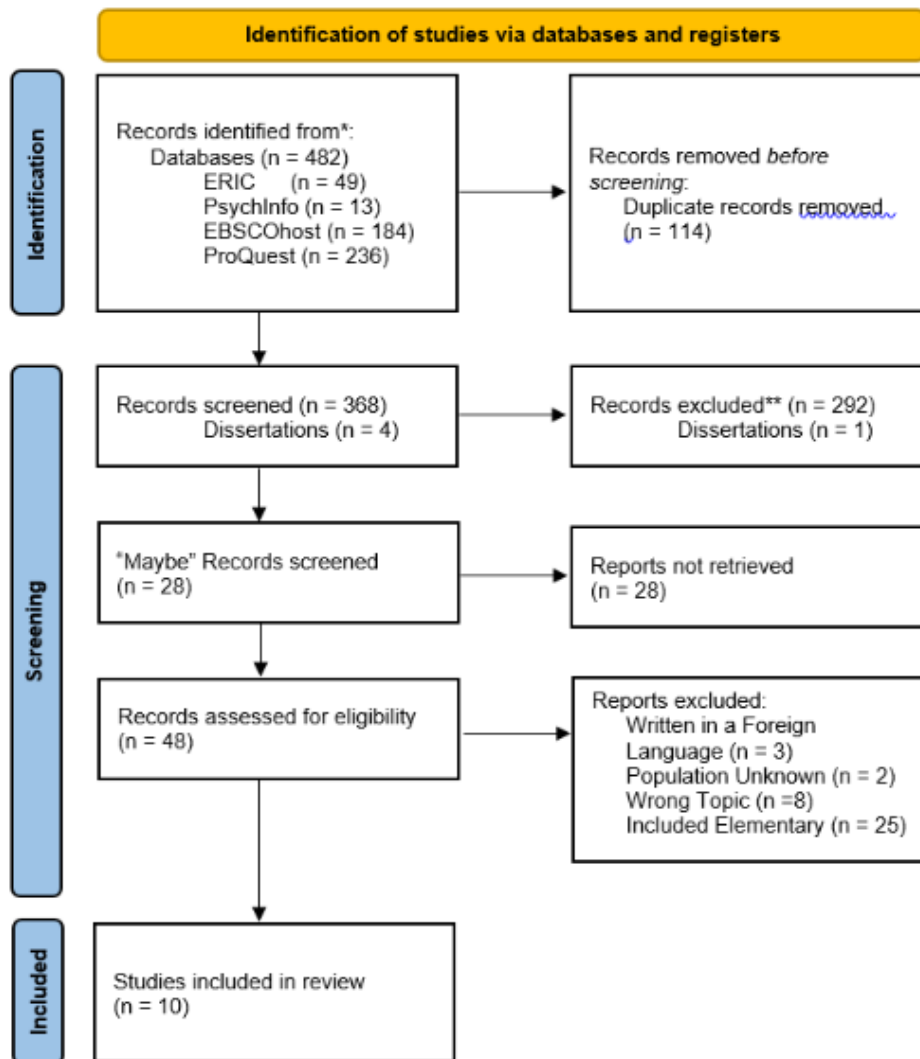 Identification of studies via databases and registers
Identification
Records identified from*:
Databases (n = 482)
ERIC (n = 49)
PsychInfo (n = 13)
EBSCOhost (n = 184)
ProQuest (n = 236)
Records removed before
screening:
Duplicate records removed
(n = 114)
Screening
Records screened (n = 368)
Dissertations (n = 4)
Records excluded** (n = 292)
Dissertations (n = 1)
"Maybe" Records screened
(n = 28)
Reports not retrieved
(n = 28)
Records assessed for eligibility
(n = 48)
Reports excluded:
Written in a Foreign
Language (n = 3)
Population Unknown (n = 2)
Wrong Topic (n =8)
Included Elementary (n = 25)
Included
Studies included in review
(n = 10)